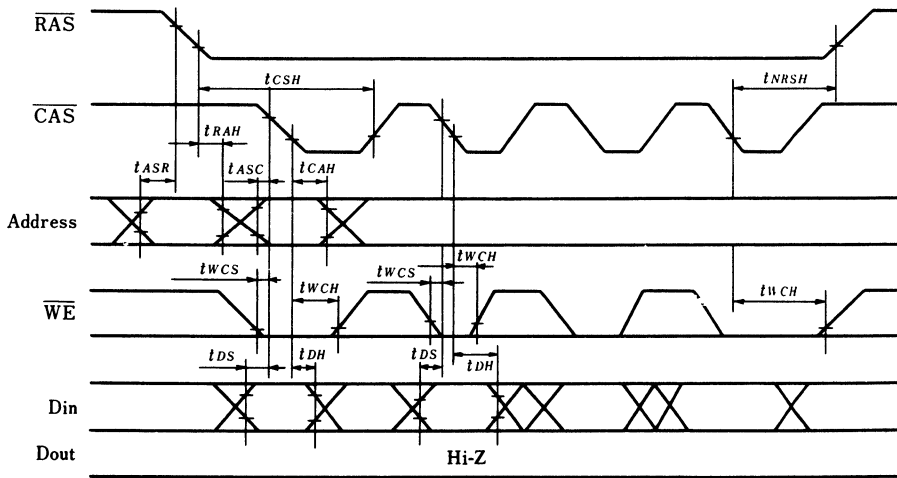 RAS
tCSH
tNRSH
CAS
tRAH
tASR
tASC
tCAH
Address
tWCS
tWCH
tWCS
tWCH
tWCH
WE
tDS
tDH
tDS
tDH
Din
Dout
Hi-Z